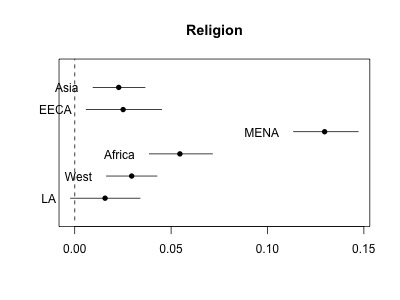 Religion
Asia
EECA
MENA
Africa
West
LA
0.00 0.05 0.10 0.15